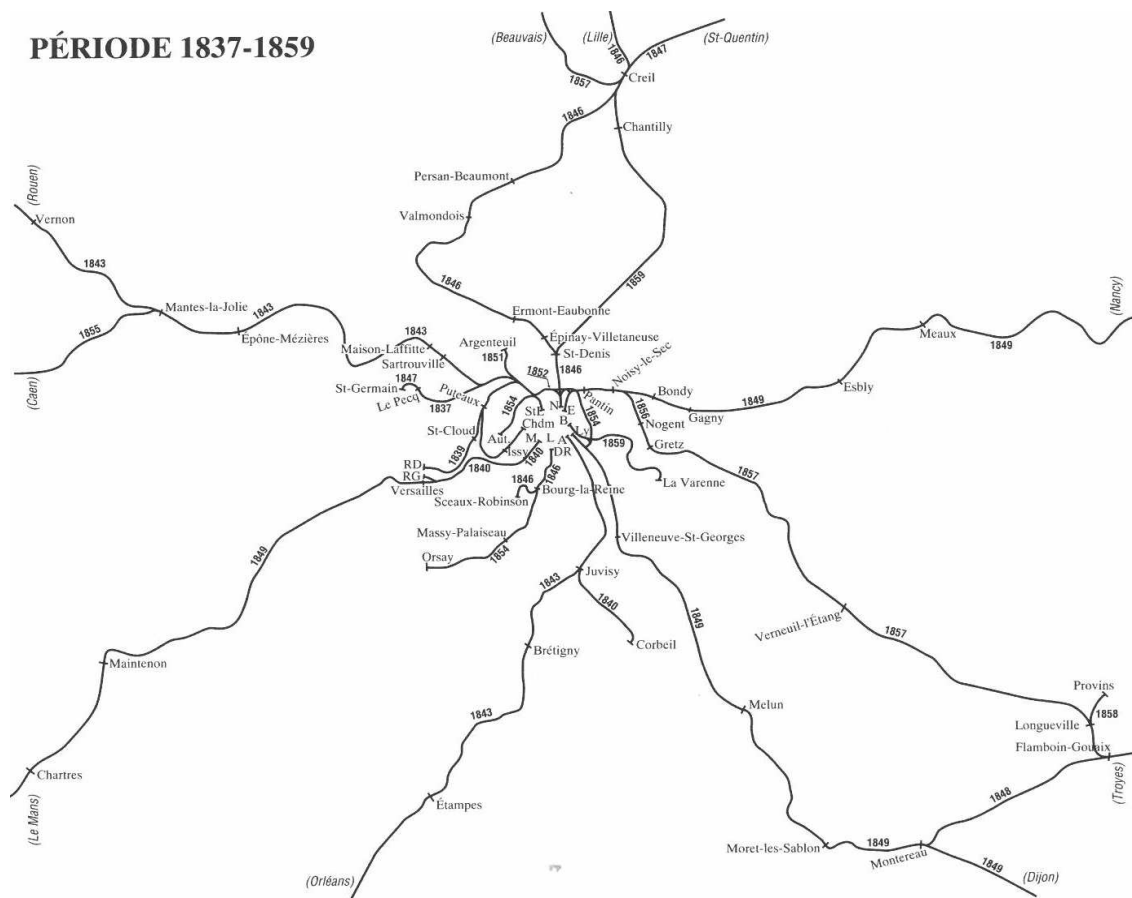 PÉRIODE 1837-1859
(Beauvais)
(Lille)
(St-Quentin)
1846
1847
1857
Creil
1846
Chantilly
Persan-Beaumont
Valmondois
(Rouen)
Vernon
1843
1846
1859
(Nancy)
Mantes-la-Jolie
1843
Ermont-Eaubonne
Meaux
1849
1855
Épône-Mézières
1843
Argenteuil
Épinay-Villetaneuse
Maison-Laffitte
1851
St-Denis
Sartrouville
1852
1846
Noisy-le-Sec
(Caen)
St-Germain
1847
Le Pecq
1837
Puteaux
Pantin
Bondy
Esbly
1849
Gagny
1854
StL
N
E
1854
1856
Nogent
St-Cloud
Chdm
B
Ly
Aut.
M
L
A
1859
Gretz
Issy
DR
1840
RD
1839
1840
RG
1846
1846
La Varenne
1857
Versailles
Bourg-la-Reine
Sceaux-Robinson
Massy-Palaiseau
Villeneuve-St-Georges
1849
Orsay
1854
Juvisy
1843
1840
1849
Verneuil-l'Étang
1857
Brétigny
Corbeil
Maintenon
Provins
1843
Melun
1858
Longueville
Flamboin-Gouaix
Chartres
Étampes
1848
(Troyes)
(Le Mans)
Moret-les-Sablon
1849
Montereau
1849
(Orléans)
(Dijon)